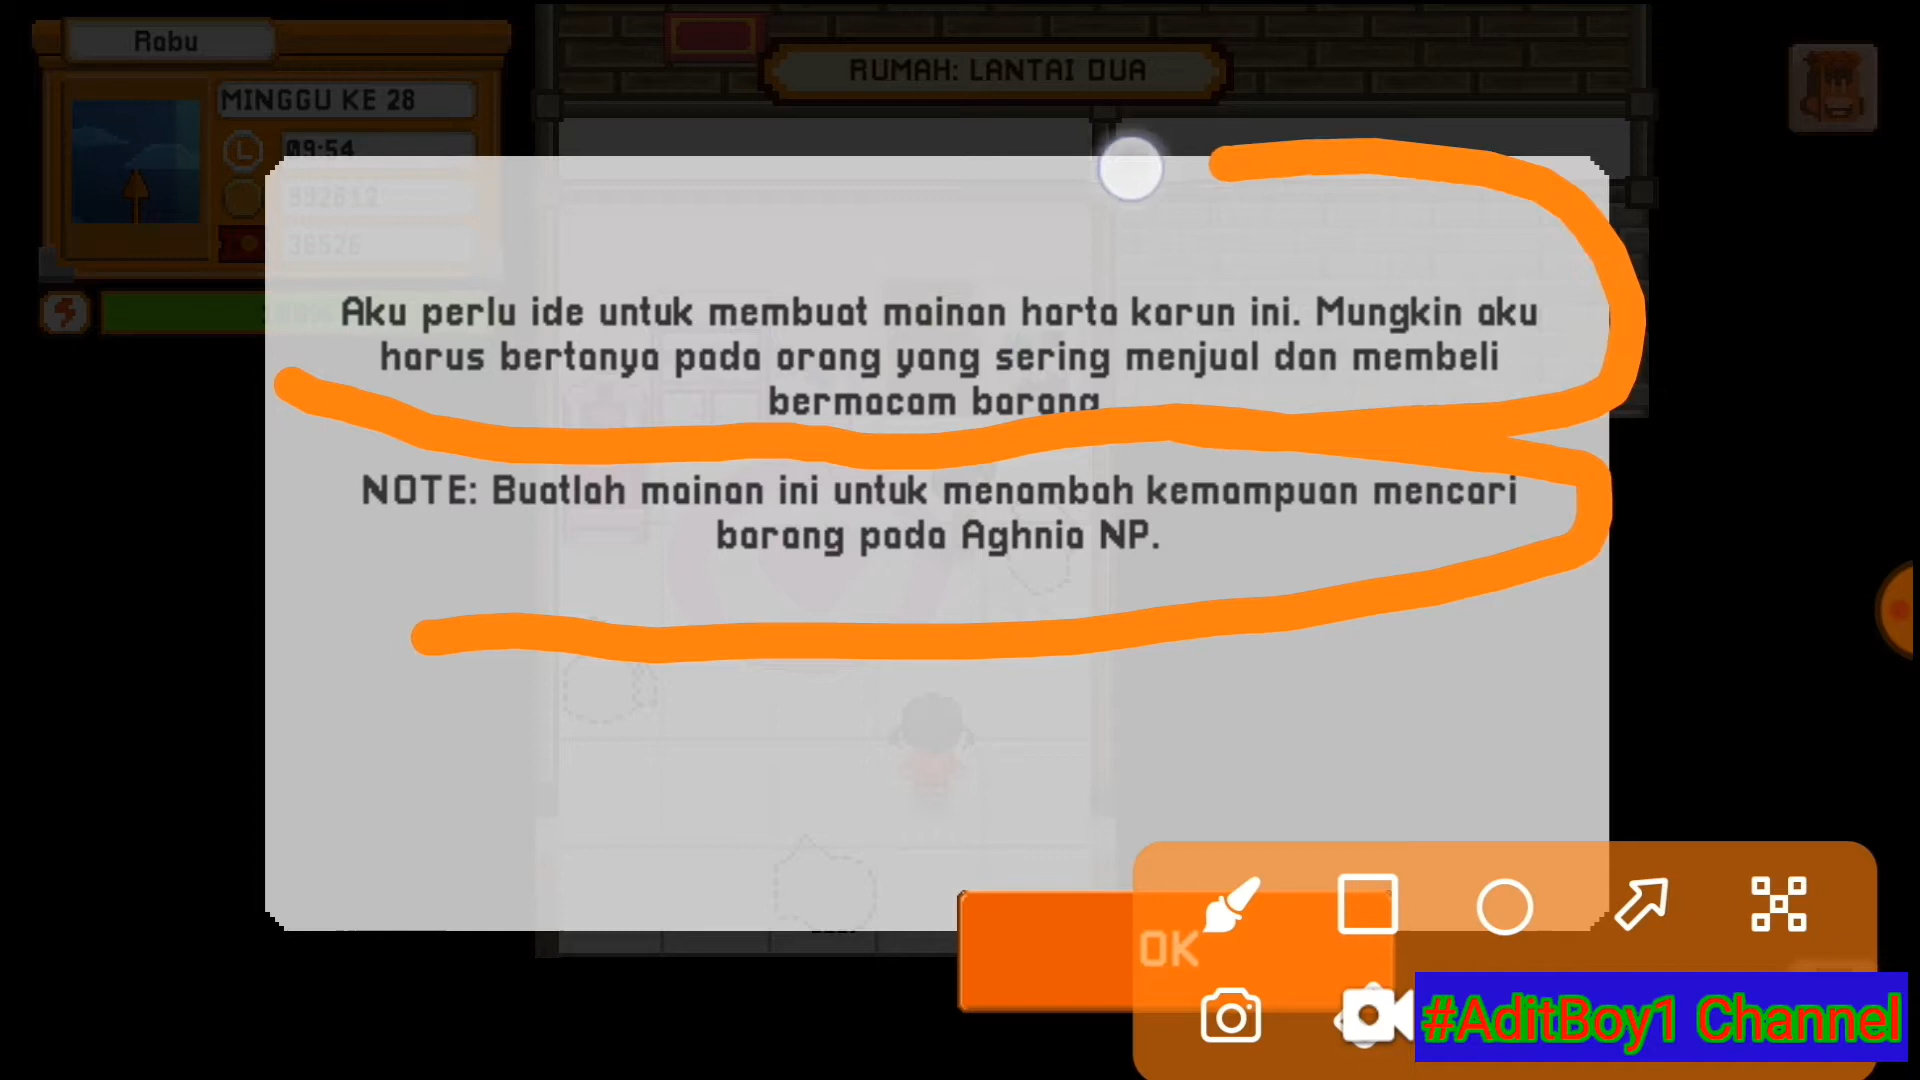 Rabu
MINGGU KE 28
09:54
992612
38526
RUMAH: LANTAI DUA
Aku perlu ide untuk membuat mainan harta karun ini. Mungkin aku
harus bertanya pada orang yang sering menjual dan membeli
bermacam barang
NOTE: Buatlah mainan ini untuk menambah kemampuan mencari
barang pada Aghnia NP.
OK
#AditBoy1 Channel